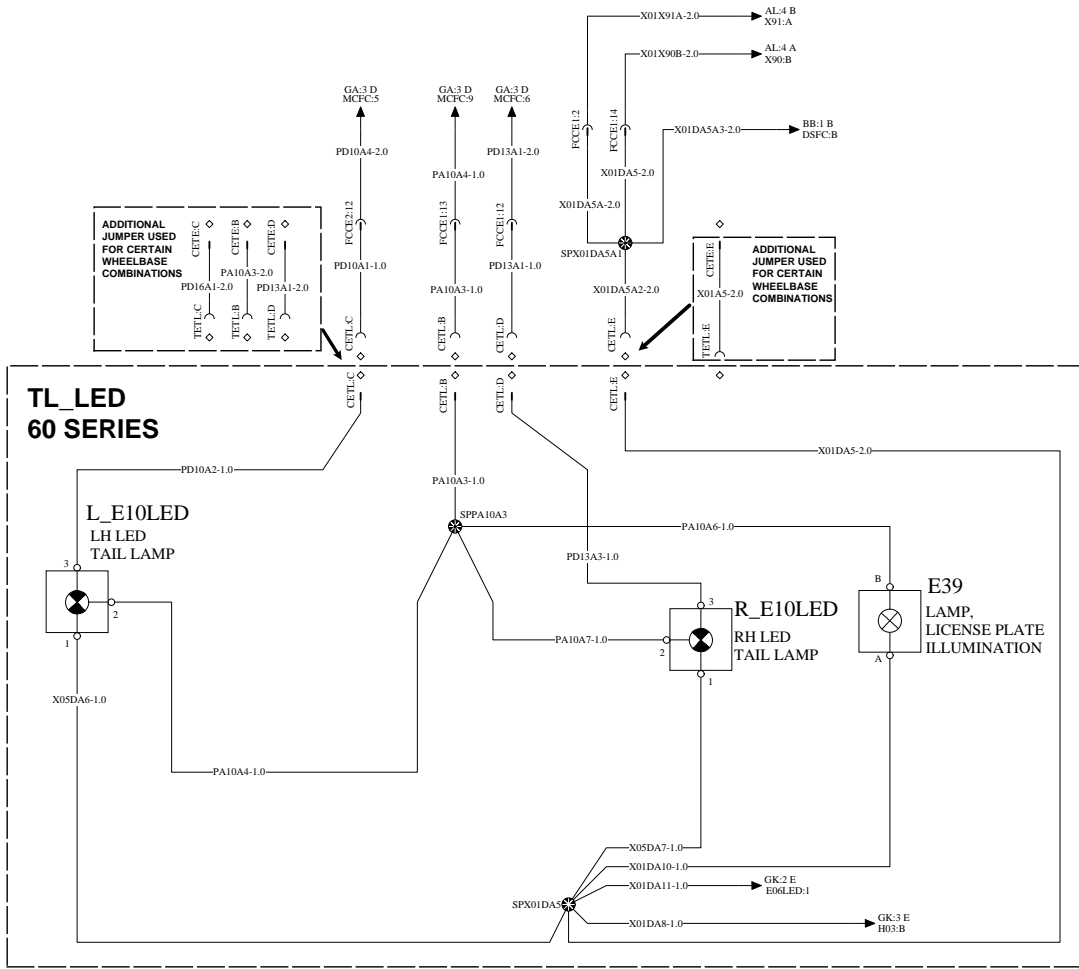 X01X91A-2.0
AL:4 B
X91:A
X01X90B-2.0
AL:4 A
X90:B
GA:3 D
MCFC:5
GA:3 D
MCFC:9
GA:3 D
MCFC:6
FCCE1:2
FCCE1:14
X01DA5A3-2.0
BB:1 B
DSFC:B
PD10A4-2.0
PA10A4-1.0
PD13A1-2.0
X01DA5-2.0
X01DA5A-2.0
FCCE2:12
FCCE1:13
FCCE1:12
SPX01DA5A1
ADDITIONAL
JUMPER USED
FOR CERTAIN
WHEELBASE
COMBINATIONS
CETE:C
CETE:B
CETE:D
PD16A1-2.0
PA10A3-2.0
PD13A1-2.0
TETL:C
TETL:B
TETL:D
PD10A1-1.0
PA10A3-1.0
PD13A1-1.0
X01DA5A2-2.0
CETE:E
X01A5-2.0
TETL:E
ADDITIONAL
JUMPER USED
FOR CERTAIN
WHEELBASE
COMBINATIONS
CETL:C
CETL:B
CETL:D
CETL:E
CETL:C
CETL:B
CETL:D
CETL:E
TL_LED
60 SERIES
X01DA5-2.0
PD10A2-1.0
PA10A3-1.0
L_E10LED
LH LED
TAIL LAMP
SPPA10A3
PA10A6-1.0
PD13A3-1.0
3
2
1
B
A
E39
LAMP,
LICENSE PLATE
ILLUMINATION
3
2
1
R_E10LED
RH LED
TAIL LAMP
PA10A7-1.0
X05DA6-1.0
PA10A4-1.0
X05DA7-1.0
X01DA10-1.0
X01DA11-1.0
GK:2 E
E06LED:1
SPX01DA5
X01DA8-1.0
GK:3 E
H03:B